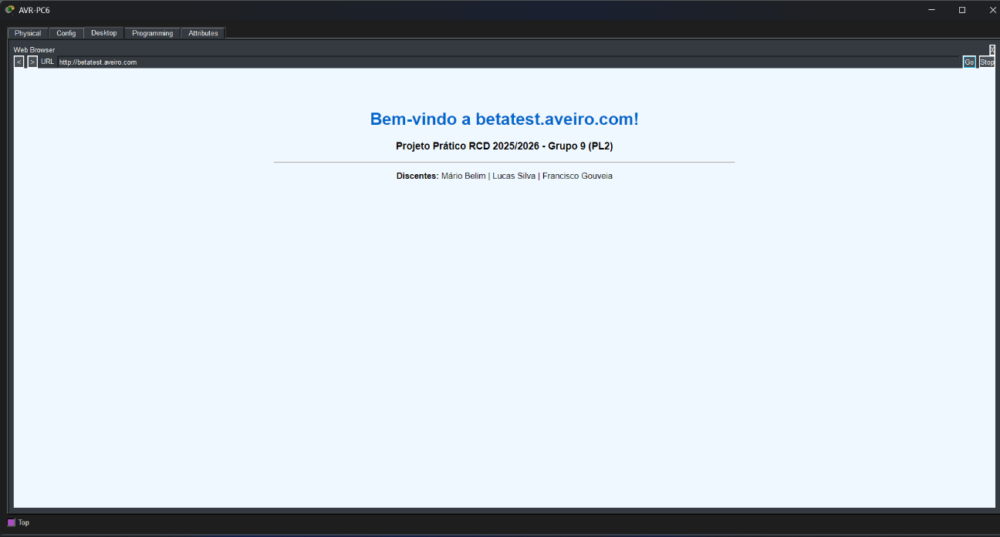 AVR-PC6
Physical Config Desktop Programming Attributes
Web Browser
X
< > URL http://betatest.aveiro.com Go Stop
Bem-vindo a betatest.aveiro.com!
Projeto Prático RCD 2025/2026 - Grupo 9 (PL2)
Discentes: Mário Belim | Lucas Silva | Francisco Gouveia
Top